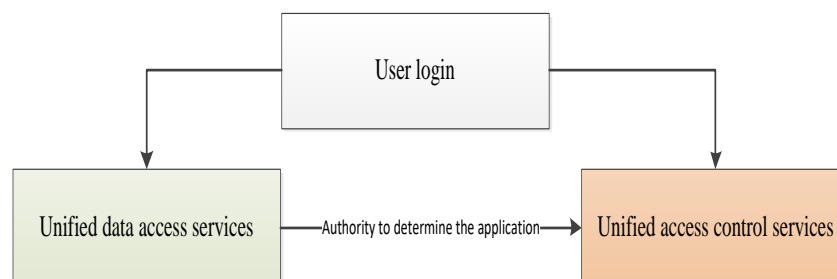 User login
Unified data access services
Authority to determine the application
Unified access control services